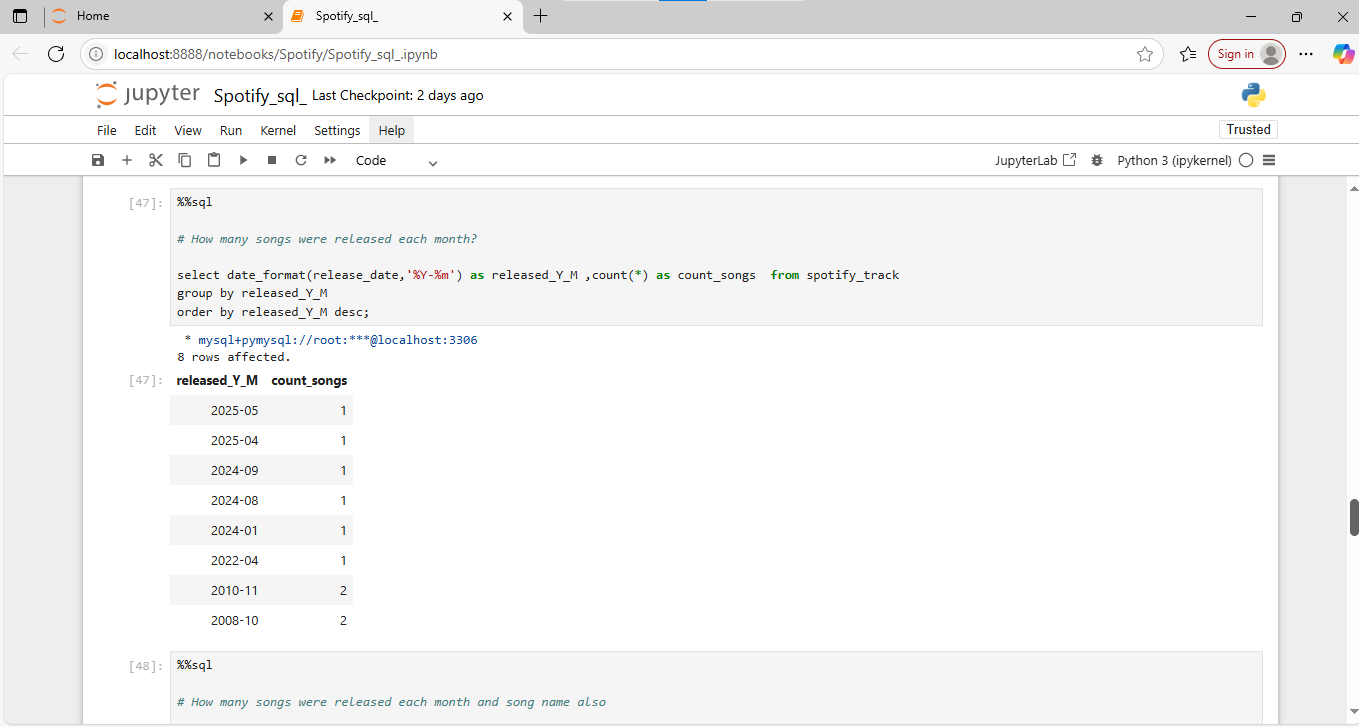 Home
Spotify_sql_
localhost:8888/notebooks/Spotify/Spotify_sql_.ipynb
Sign in
jupyter Spotify_sql_ Last Checkpoint: 2 days ago
File Edit View Run Kernel Settings Help
Trusted
Code
JupyterLab
Python 3 (ipykernel)
[47]: %%sql
# How many songs were released each month?
select date_format(release_date,'%Y-%m') as released_Y_M ,count(*) as count_songs  from spotify_track
group by released_Y_M
order by released_Y_M desc;
* mysql+pymysql://root:***@localhost:3306
8 rows affected.
[47]: released_Y_M count_songs
2025-05 1
2025-04 1
2024-09 1
2024-08 1
2024-01 1
2022-04 1
2010-11 2
2008-10 2
[48]: %%sql
# How many songs were released each month and song name also